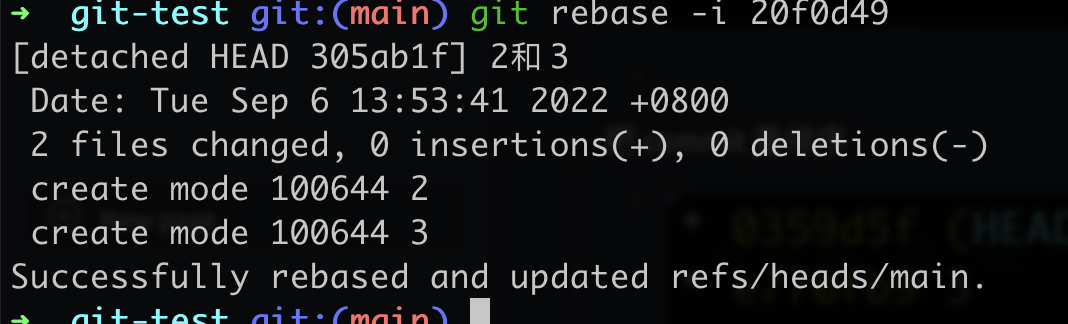 ➜  git-test git:(main) git rebase -i 20f0d49
[detached HEAD 305ab1f] 2和3
 Date: Tue Sep 6 13:53:41 2022 +0800
 2 files changed, 0 insertions(+), 0 deletions(-)
 create mode 100644 2
 create mode 100644 3
* 0359d5f (HEAD
Successfully rebased and updated refs/heads/main.
➜  git-test git:(main)